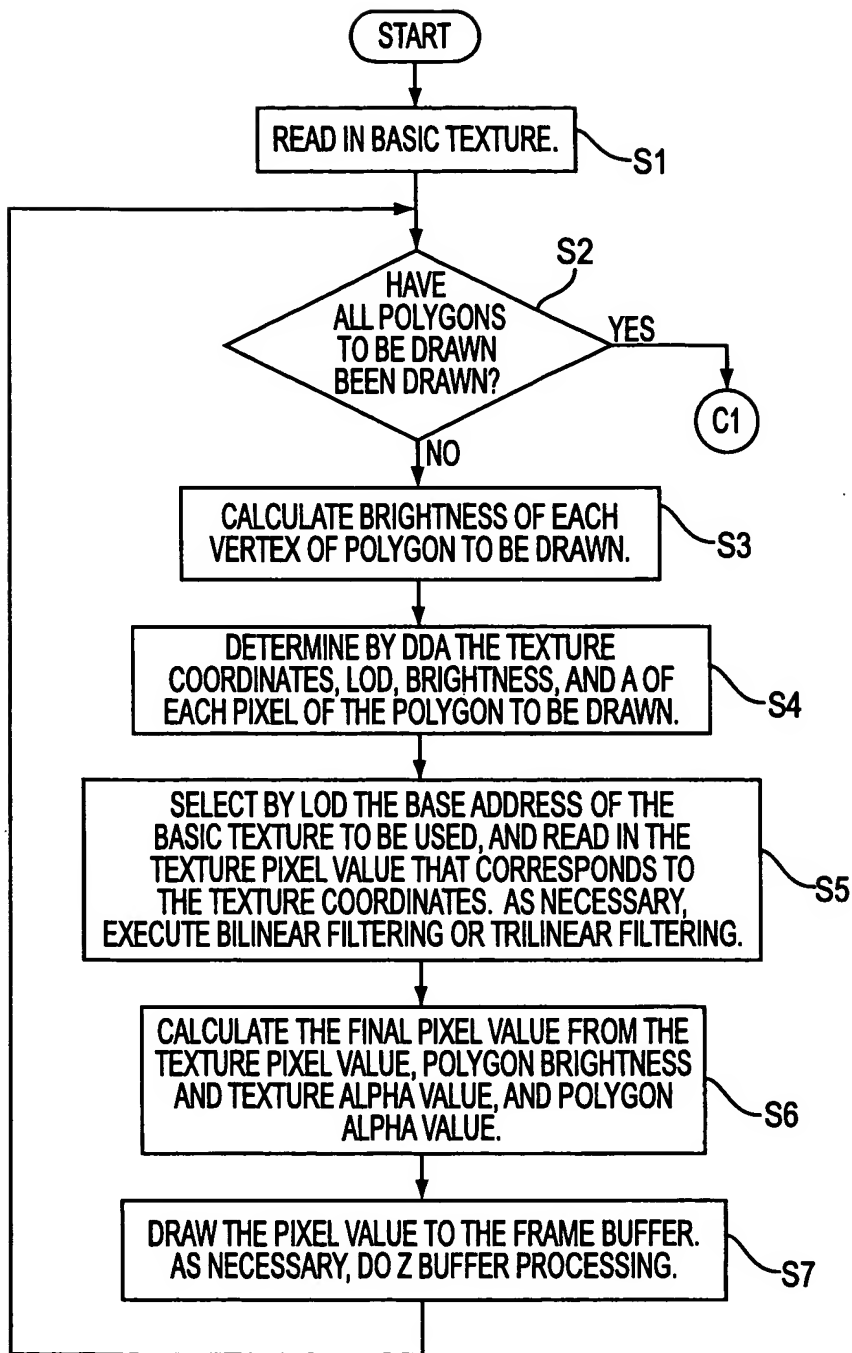 START
READ IN BASIC TEXTURE.
S1
S2
HAVE
ALL POLYGONS
TO BE DRAWN
BEEN DRAWN?
YES
C1
NO
CALCULATE BRIGHTNESS OF EACH
VERTEX OF POLYGON TO BE DRAWN.
S3
DETERMINE BY DDA THE TEXTURE
COORDINATES, LOD, BRIGHTNESS, AND A OF
EACH PIXEL OF THE POLYGON TO BE DRAWN.
S4
SELECT BY LOD THE BASE ADDRESS OF THE
BASIC TEXTURE TO BE USED, AND READ IN THE
TEXTURE PIXEL VALUE THAT CORRESPONDS TO
THE TEXTURE COORDINATES. AS NECESSARY,
EXECUTE BILINEAR FILTERING OR TRILINEAR FILTERING.
S5
CALCULATE THE FINAL PIXEL VALUE FROM THE
TEXTURE PIXEL VALUE, POLYGON BRIGHTNESS
AND TEXTURE ALPHA VALUE, AND POLYGON
ALPHA VALUE.
S6
DRAW THE PIXEL VALUE TO THE FRAME BUFFER.
AS NECESSARY, DO Z BUFFER PROCESSING.
S7